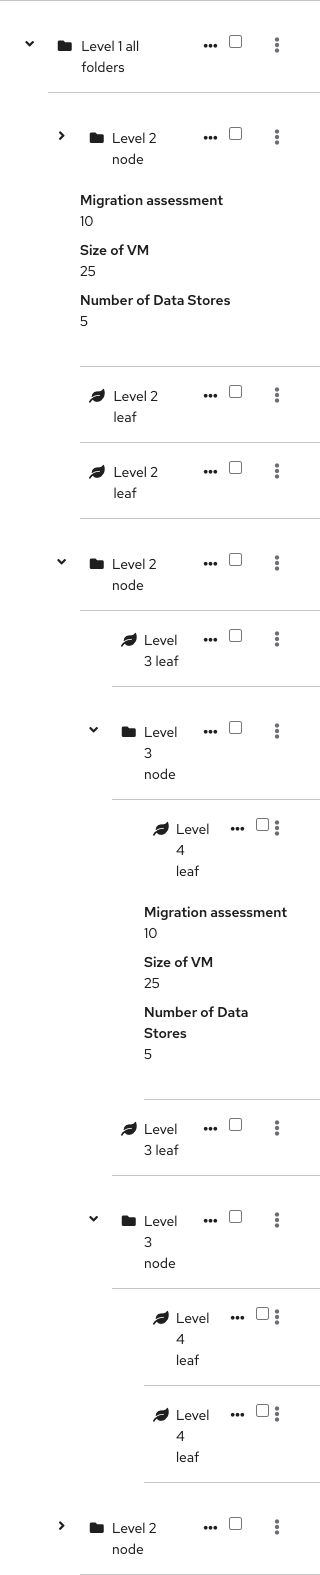 Level 1 all
folders
Level 2
node
Migration assessment
10
Size of VM
25
Number of Data Stores
5
Level 2
leaf
Level 2
leaf
Level 2
node
Level
3 leaf
Level
3
node
Level
4
leaf
Migration assessment
10
Size of VM
25
Number of Data
Stores
5
Level
3 leaf
Level
3
node
Level
4
leaf
Level
4
leaf
Level 2
node